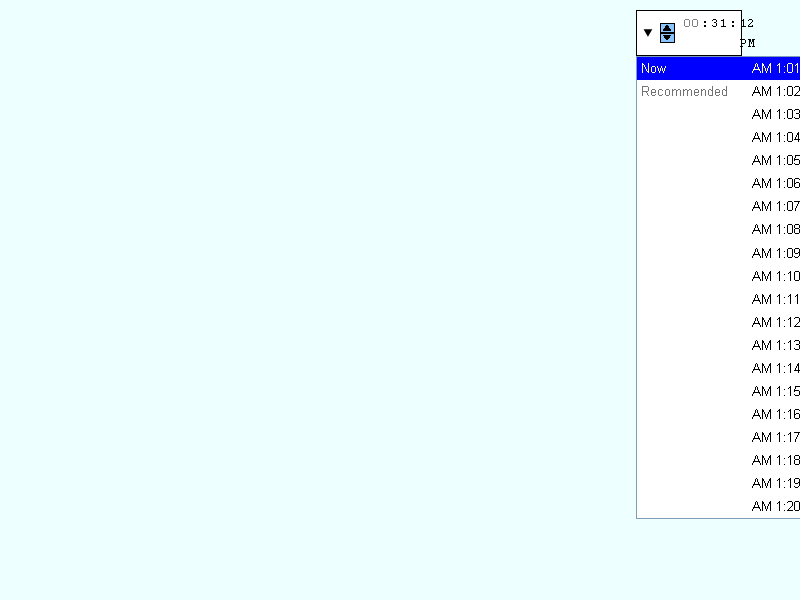 00:31:12
PM
Now AM 1:01
Recommended AM 1:02
AM 1:03
AM 1:04
AM 1:05
AM 1:06
AM 1:07
AM 1:08
AM 1:09
AM 1:10
AM 1:11
AM 1:12
AM 1:13
AM 1:14
AM 1:15
AM 1:16
AM 1:17
AM 1:18
AM 1:19
AM 1:20